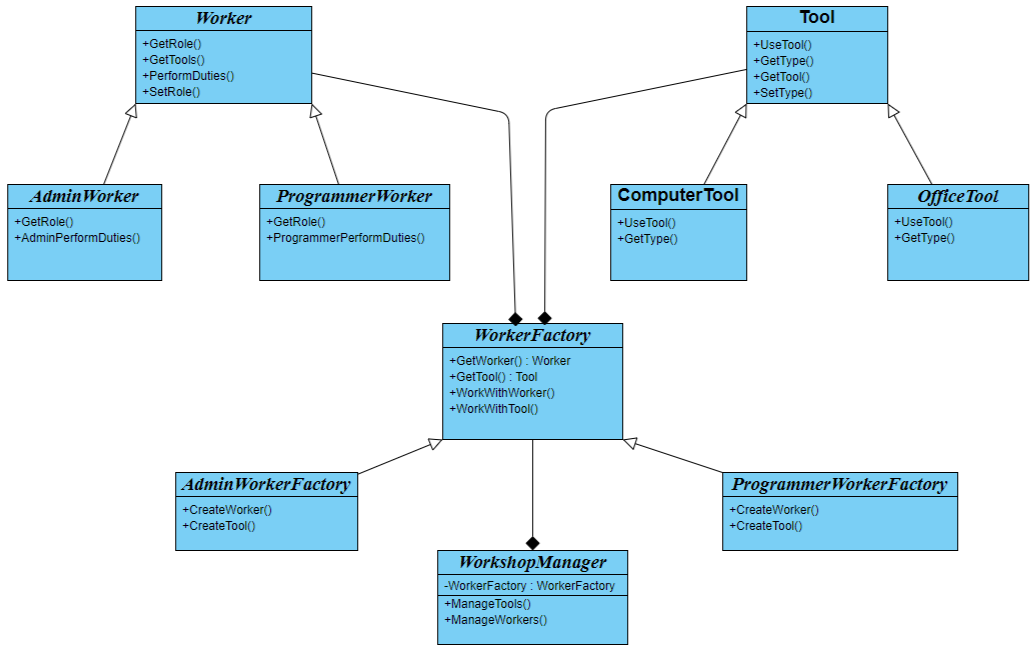 Worker
+GetRole()
+GetTools()
+PerformDuties()
+SetRole()
Tool
+UseTool()
+GetType()
+GetTool()
+SetType()
AdminWorker
+GetRole()
+AdminPerformDuties()
ProgrammerWorker
+GetRole()
+ProgrammerPerformDuties()
ComputerTool
+UseTool()
+GetType()
OfficeTool
+UseTool()
+GetType()
WorkerFactory
+GetWorker() : Worker
+GetTool() : Tool
+WorkWithWorker()
+WorkWithTool()
AdminWorkerFactory
+CreateWorker()
+CreateTool()
ProgrammerWorkerFactory
+CreateWorker()
+CreateTool()
WorkshopManager
-WorkerFactory : WorkerFactory
+ManageTools()
+ManageWorkers()